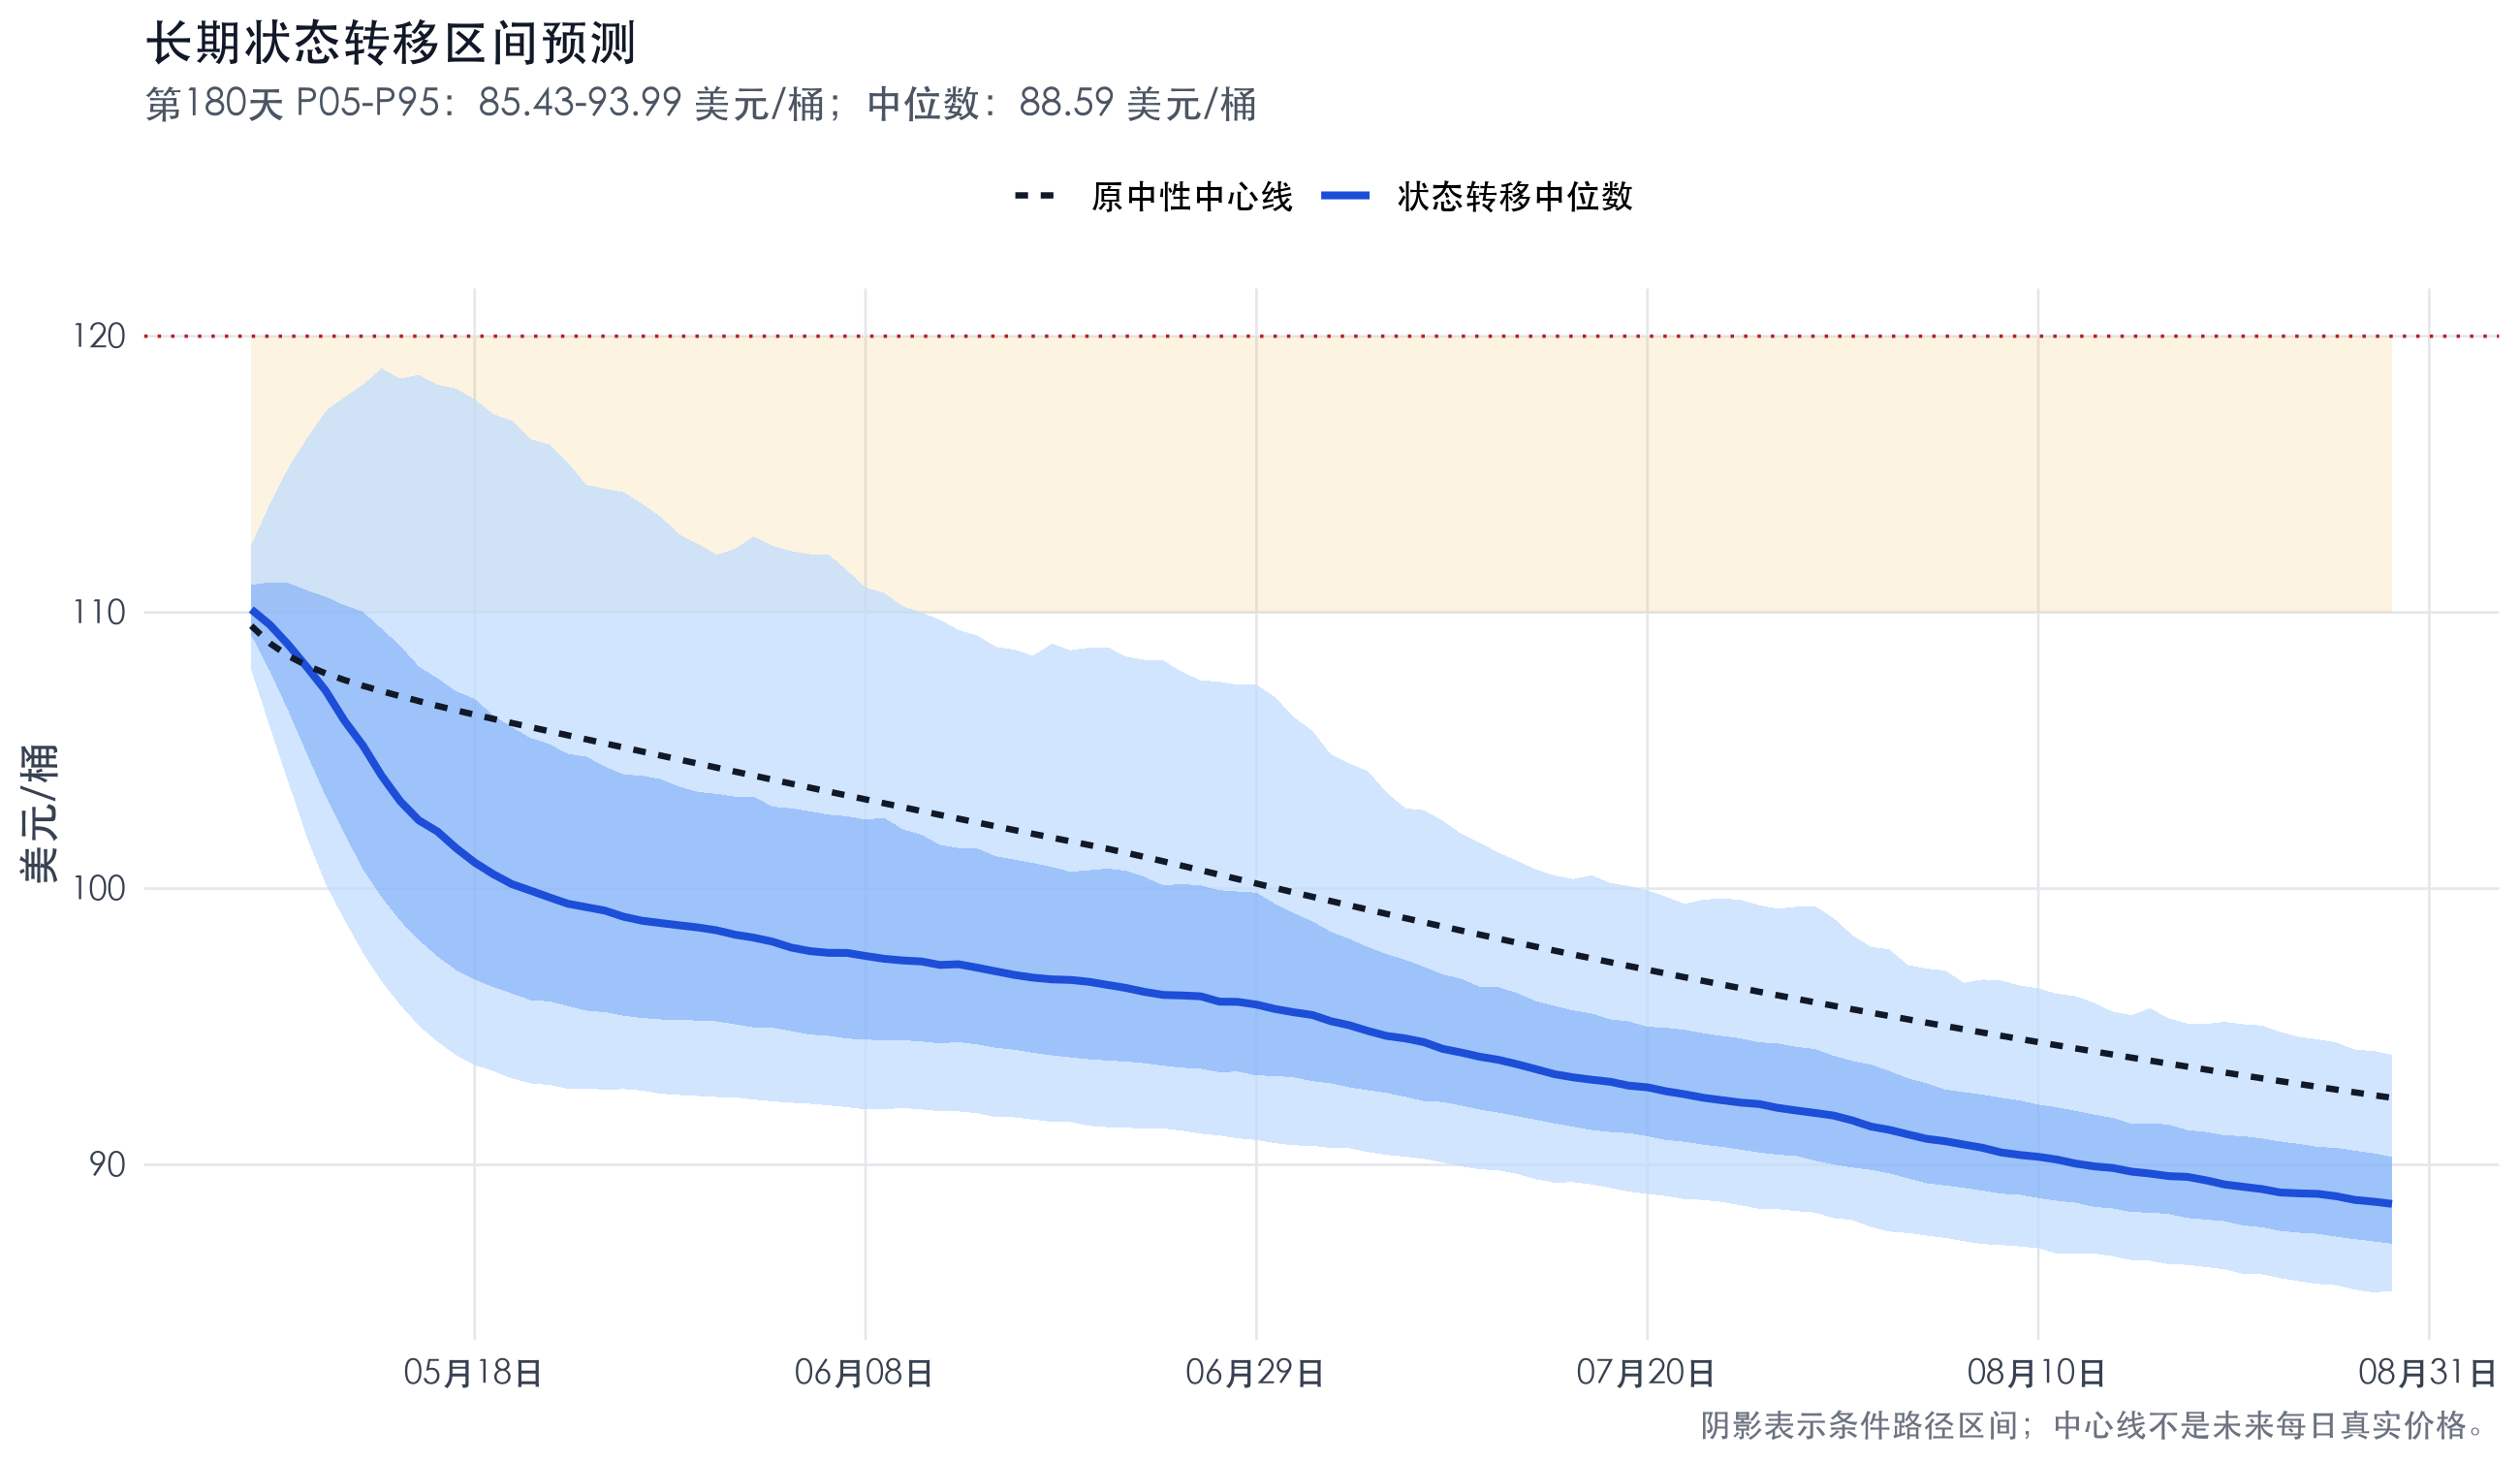 长期状态转移区间预测
第180天 P05-P95：85.43-93.99 美元/桶；中位数：88.59 美元/桶
原中性中心线 状态转移中位数
120
110
100
90
美元/桶
05月18日 06月08日 06月29日 07月20日 08月10日 08月31日
阴影表示条件路径区间；中心线不是未来每日真实价格。